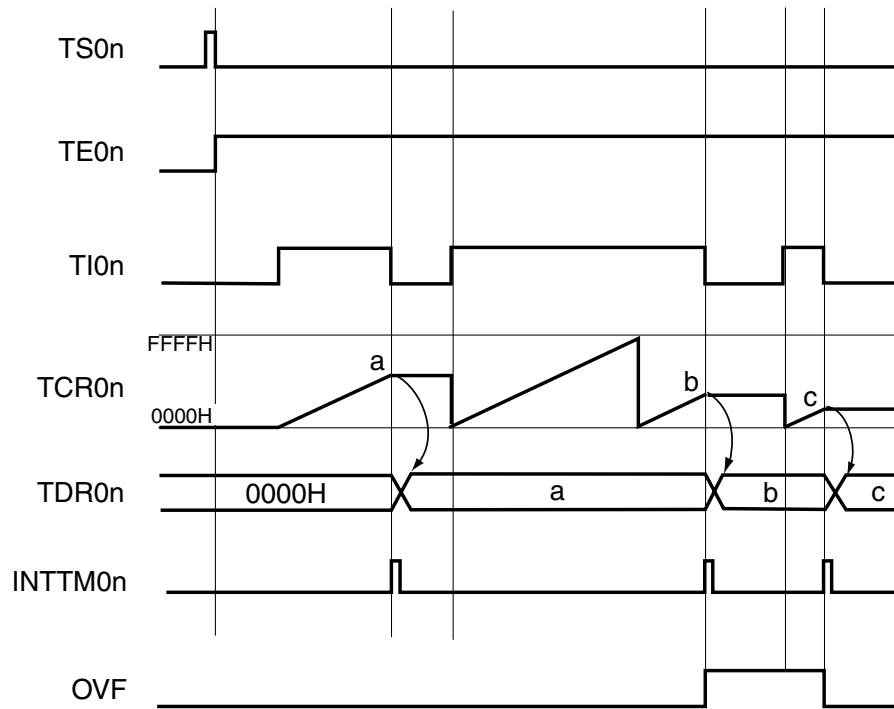 TS0n
TE0n
TI0n
FFFFH
a
b
c
TCR0n
0000H
TDR0n
0000H
a
b
c
INTTM0n
OVF